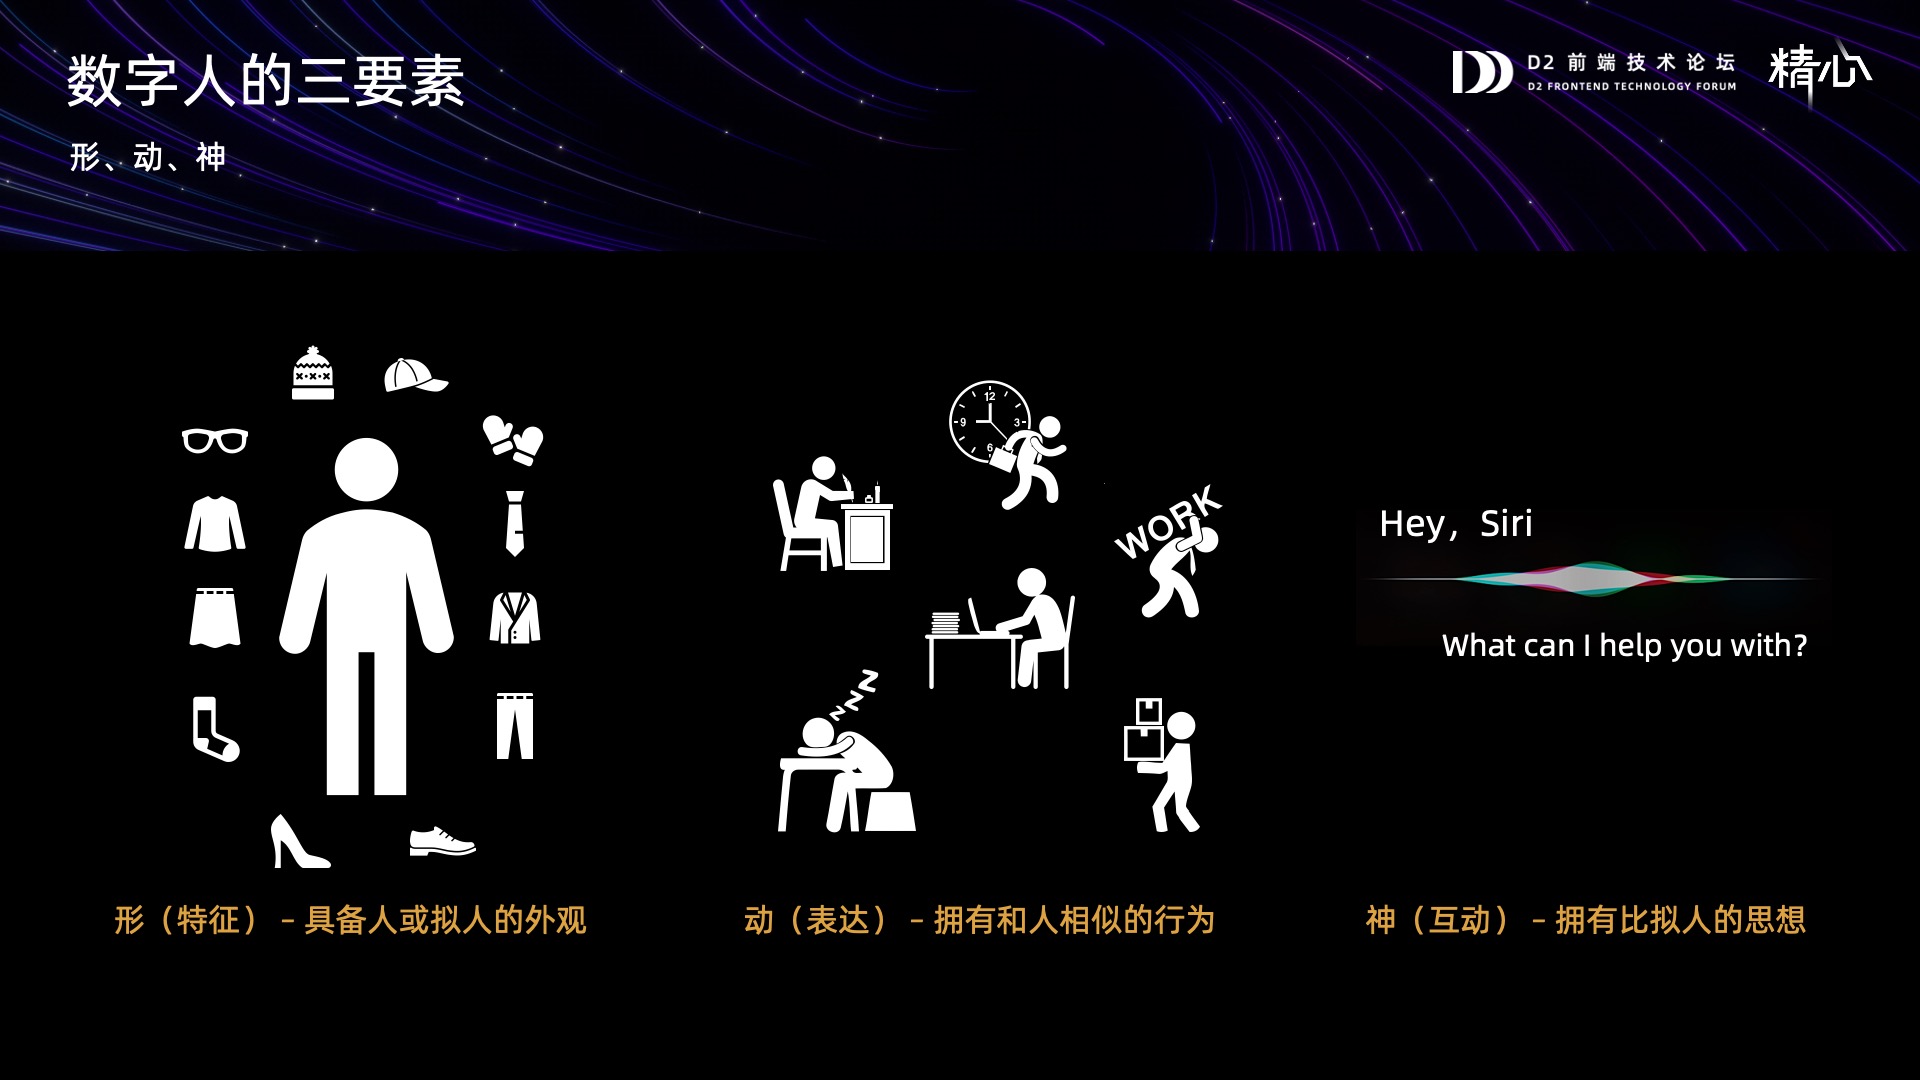 数字人的三要素
形、动、神
D2 前端技术论坛
D2 FRONTEND TECHNOLOGY FORUM
精心
12
9
3
6
WORK
ZZZ
Hey, Siri
What can I help you with?
形（特征） – 具备人或拟人的外观
动（表达） – 拥有和人相似的行为
神（互动） – 拥有比拟人的思想